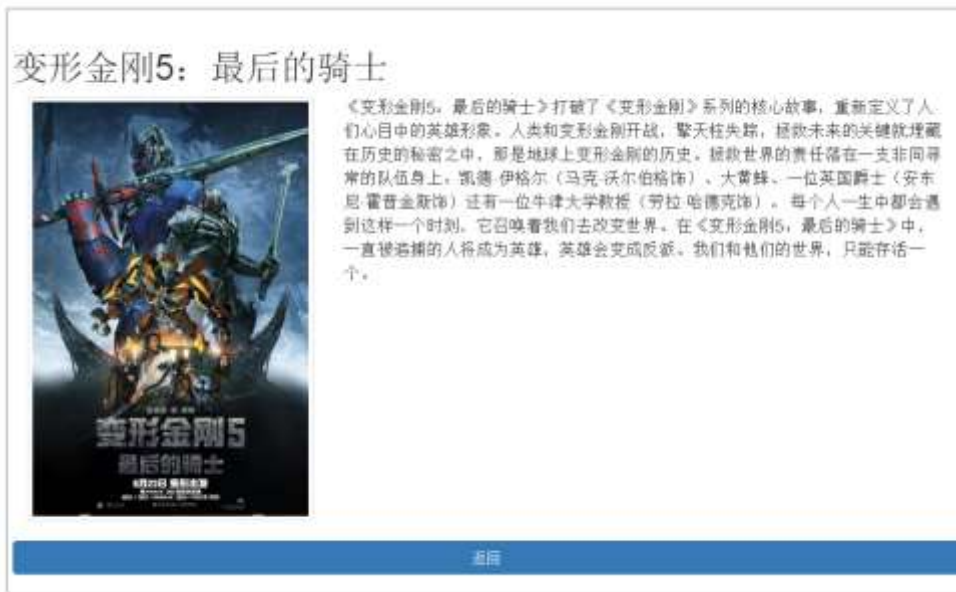 变形金刚5：最后的骑士
《变形金刚5：最后的骑士》打破了《变形金刚》系列的核心故事，重新定义了人
们心目中的英雄形象。人类和变形金刚开战，擎天柱失踪，拯救未来的关键就埋藏
在历史的秘密之中，那是地球上变形金刚的历史。拯救世界的责任落在一支非同寻
常的队伍身上：凯德·伊格尔（马克·沃尔伯格饰）、大黄蜂、一位英国爵士（安东
尼·霍普金斯饰）还有一位牛津大学教授（劳拉·哈德克饰）。 每个人一生中都会遇
到这样一个时刻，它召唤着我们去改变世界。在《变形金刚5：最后的骑士》中，
一直被追捕的人将成为英雄，英雄会变成反派。我们和他们的世界，只能存活一
个。
变形金刚5
最后的骑士
6月23日
返回